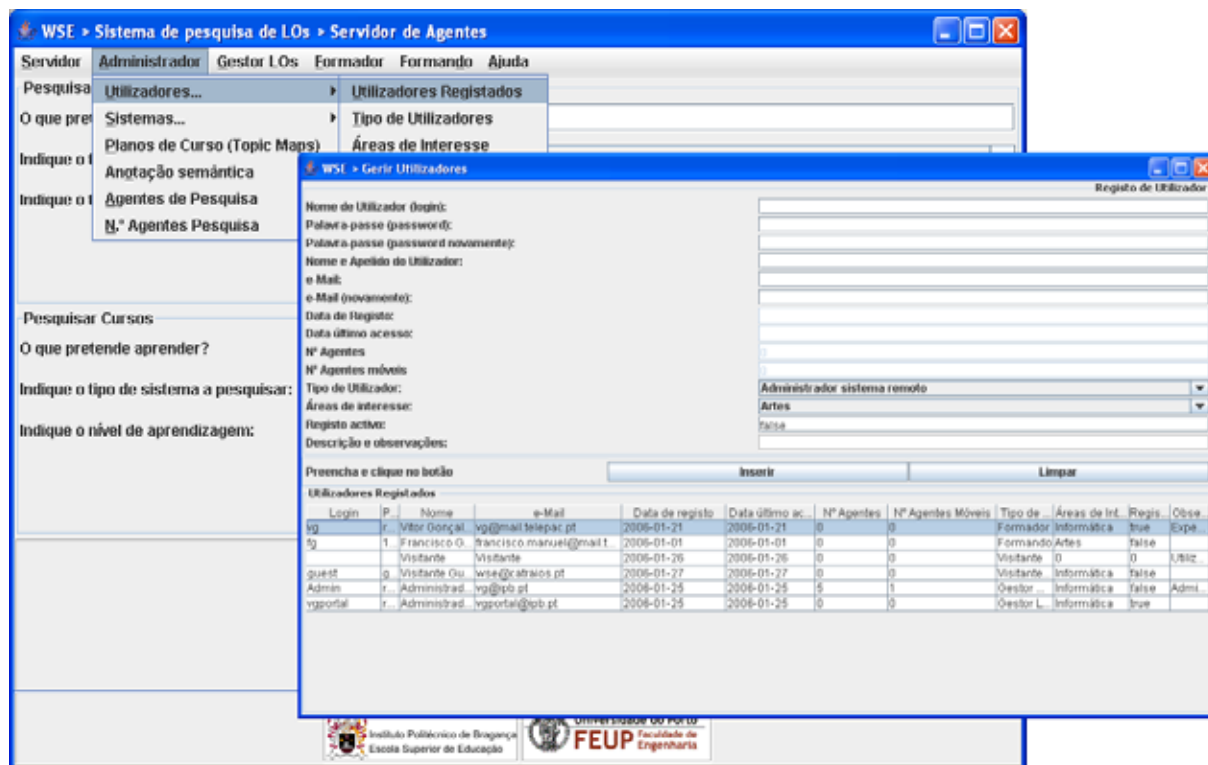 WSE > Sistema de pesquisa de LOs > Servidor de Agentes
Servidor Administrador Gestor LOs Formador Formando Ajuda
Pesquisa
Utilizadores...
Utilizadores Registados
O que pret
Sistemas...
Tipo de Utilizadores
Planos de Curso (Topic Maps)
Áreas de Interesse
Indique o t
Anotação semântica
Indique o t
Agentes de Pesquisa
N.º Agentes Pesquisa
Pesquisar Cursos
O que pretende aprender?
Indique o tipo de sistema a pesquisar:
Indique o nível de aprendizagem:
WSE > Gerir Utilizadores
Registo de Utilizador
Nome de Utilizador (login):
Palavra-passe (password):
Palavra-passe (password novamente):
Nome e Apelido do Utilizador:
e-Mail:
e-Mail (novamente):
Data de Registo:
Data último acesso:
Nº Agentes 0
Nº Agentes móveis 0
Tipo de Utilizador: Administrador sistema remoto
Áreas de interesse: Artes
Registo activo: false
Descrição e observações:
Preencha e clique no botão Inserir Limpar
Utilizadores Registados
Login P... Nome e-Mail Data de registo Data último ac... Nº Agentes Nº Agentes Móveis Tipo de ... Áreas de Int... Regis... Obse...
vg r... Vitor Gonçal... vg@mail.telepac.pt 2006-01-21 2006-01-21 0 0 Formador Informática true Expe...
fg 1... Francisco G... francisco.manuel@mail.t... 2006-01-01 2006-01-01 0 0 Formando Artes false
Visitante Visitante 2006-01-26 2006-01-26 0 0 Visitante 0 0 Utiliz...
guest g... Visitante Gu... wse@catraios.pt 2006-01-27 2006-01-27 0 0 Visitante Informática false
Admin r... Administrad... vg@ipb.pt 2006-01-25 2006-01-25 5 1 Gestor ... Informática false Admi...
vgportal r... Administrad... vgportal@ipb.pt 2006-01-25 2006-01-25 0 0 Gestor L... Informática true
Instituto Politécnico de Bragança
Escola Superior de Educação
Universidade do Porto
FEUP Faculdade de
Engenharia